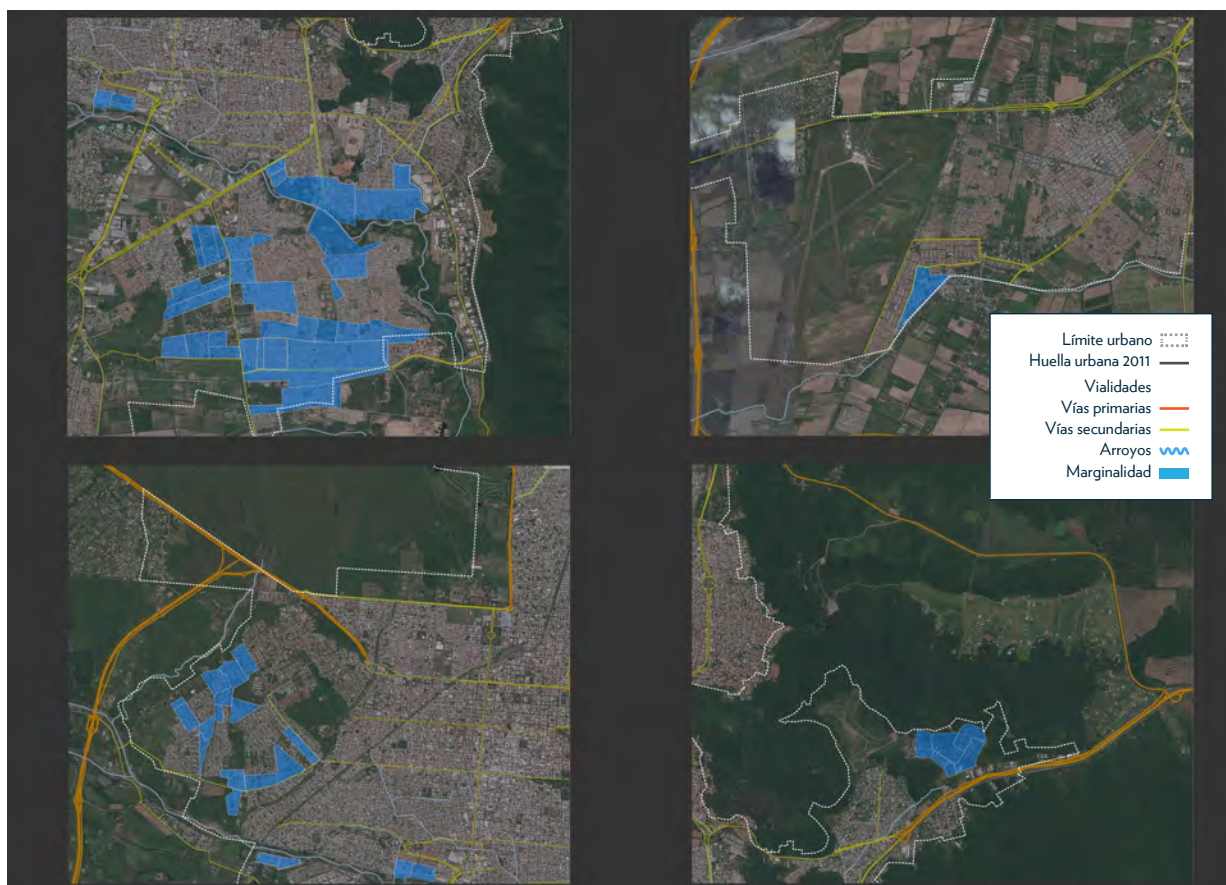 Límite urbano
Huella urbana 2011
Vialidades
Vías primarias
Vías secundarias
Arroyos
Marginalidad